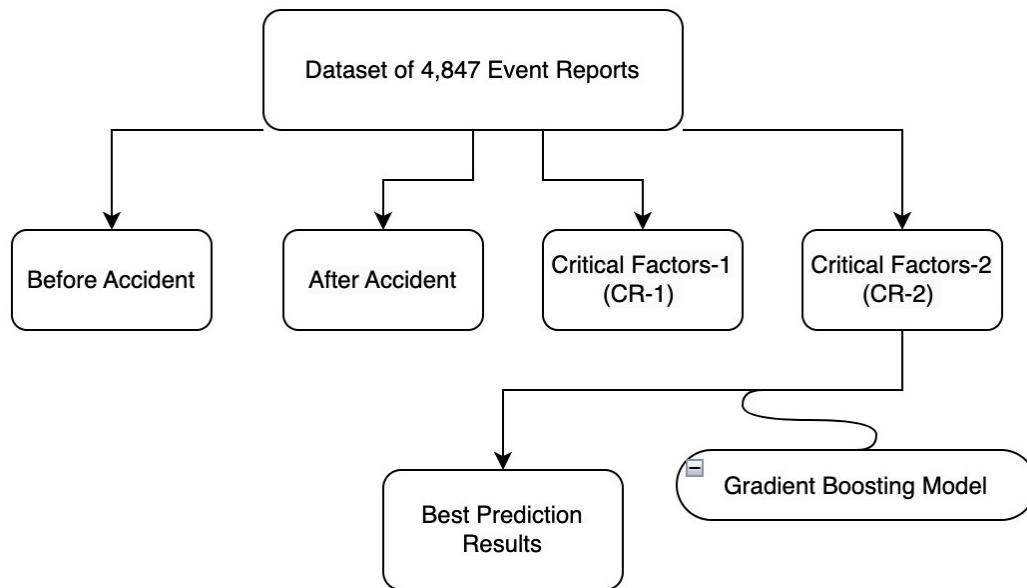 Dataset of 4,847 Event Reports
Before Accident
After Accident
Critical Factors-1
(CR-1)
Critical Factors-2
(CR-2)
Gradient Boosting Model
Best Prediction
Results